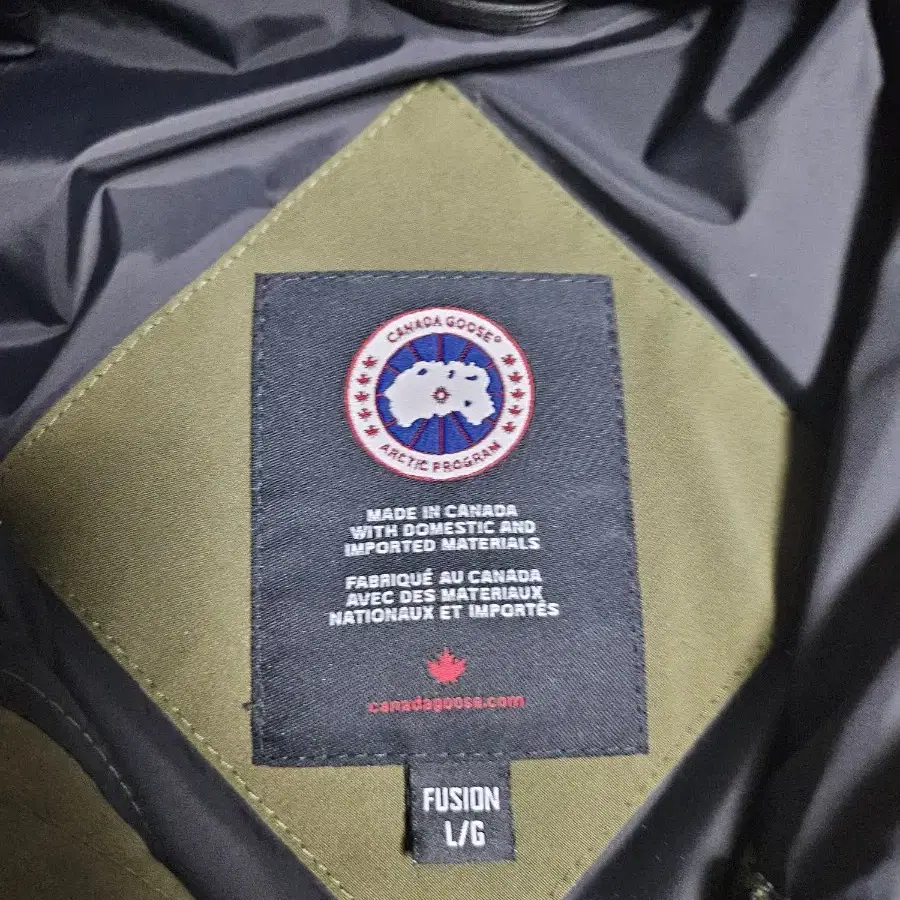 CANADA GOOSE®
ARCTIC PROGRAM
MADE IN CANADA
WITH DOMESTIC AND
IMPORTED MATERIALS
FABRIQUÉ AU CANADA
AVEC DES MATERIAUX
NATIONAUX ET IMPORTÉS
canadagoose.com
FUSION
L/G